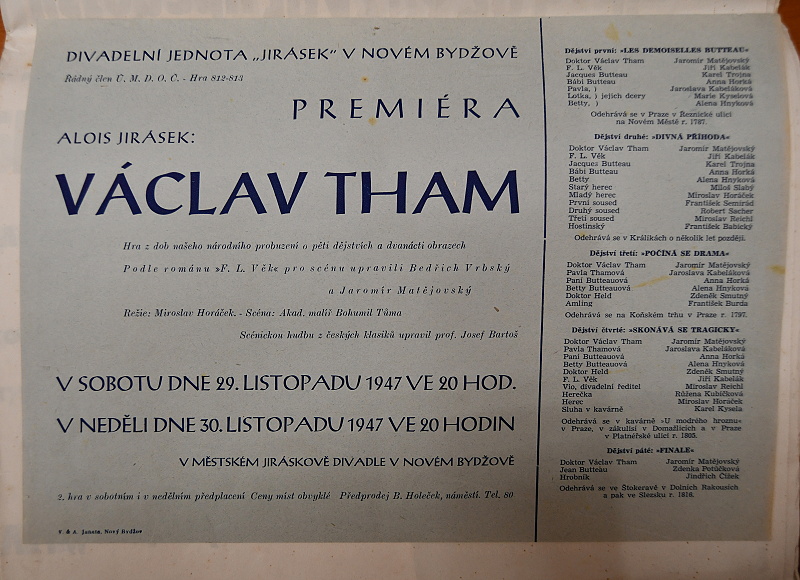 DIVADELNÍ JEDNOTA „JIRÁSEK" V NOVÉM BYDŽOVĚ
Řádný člen Ú. M. D. O. Č. - Hra 812-813
PREMIÉRA
ALOIS JIRÁSEK:
VÁCLAV THAM
Hra z dob našeho národního probuzení o pěti dějstvích a dvanácti obrazech
Podle románu »F. L. Věk« pro scénu upravili Bedřich Vrbský
a Jaromír Matějovský
Režie: Miroslav Horáček. - Scéna: Akad. malíř Bohumil Tůma
Scénickou hudbu z českých klasiků upravil prof. Josef Bartoš
V SOBOTU DNE 29. LISTOPADU 1947 VE 20 HOD.
V NEDĚLI DNE 30. LISTOPADU 1947 VE 20 HODIN
V MĚSTSKÉM JIRÁSKOVĚ DIVADLE V NOVÉM BYDŽOVĚ
2. hra v sobotním i v nedělním předplacení Ceny míst obvyklé Předprodej B. Holeček, náměstí. Tel. 80
V. & A. Janata, Nový Bydžov
Dějství první: »LES DEMOISELLES BUTTEAU«
Doktor Václav Tham Jaromír Matějovský
F. L. Věk Jiří Kabelák
Jacques Butteau Karel Trojna
Bábi Butteau Anna Horká
Pavla, ) Jaroslava Kabeláková
Lotka, ) jejich dcery Marie Kyselová
Betty, ) Alena Hnyková
Odehrává se v Praze v Řeznické ulici
na Novém Městě r. 1787.
Dějství druhé: »DIVNÁ PŘÍHODA«
Doktor Václav Tham Jaromír Matějovský
F. L. Věk Jiří Kabelák
Jacques Butteau Karel Trojna
Bábi Butteau Anna Horká
Betty Alena Hnyková
Starý herec Miloš Slabý
Mladý herec Miroslav Horáček
První soused František Semirád
Druhý soused Robert Sacher
Třetí soused Miroslav Reichl
Hostinský František Babický
Odehrává se v Králikách o několik let později.
Dějství třetí: »POČÍNÁ SE DRAMA«
Doktor Václav Tham Jaromír Matějovský
Pavla Thamová Jaroslava Kabeláková
Paní Butteauová Anna Horká
Betty Butteauová Alena Hnyková
Doktor Held Zdeněk Smutný
Amling František Burda
Odehrává se na Koňském trhu v Praze r. 1797.
Dějství čtvrté: »SKONÁVÁ SE TRAGICKY«
Doktor Václav Tham Jaromír Matějovský
Pavla Thamová Jaroslava Kabeláková
Paní Butteauová Anna Horká
Betty Butteauová Alena Hnyková
Doktor Held Zdeněk Smutný
F. L. Věk Jiří Kabelák
Vio, divadelní ředitel Miroslav Reichl
Herečka Růžena Kubíčková
Herec Miroslav Horáček
Sluha v kavárně Karel Kysela
Odehrává se v kavárně »U modrého hroznu«
v Praze, v zákulisí v Domažlicích a v Praze
v Platnéřské ulici r. 1805.
Dějství páté: »FINALE«
Doktor Václav Tham Jaromír Matějovský
Jean Butteau Zdenka Petůčková
Hrobník Jindřich Čížek
Odehrává se ve Štokeravě v Dolních Rakousích
a pak ve Slezsku r. 1816.